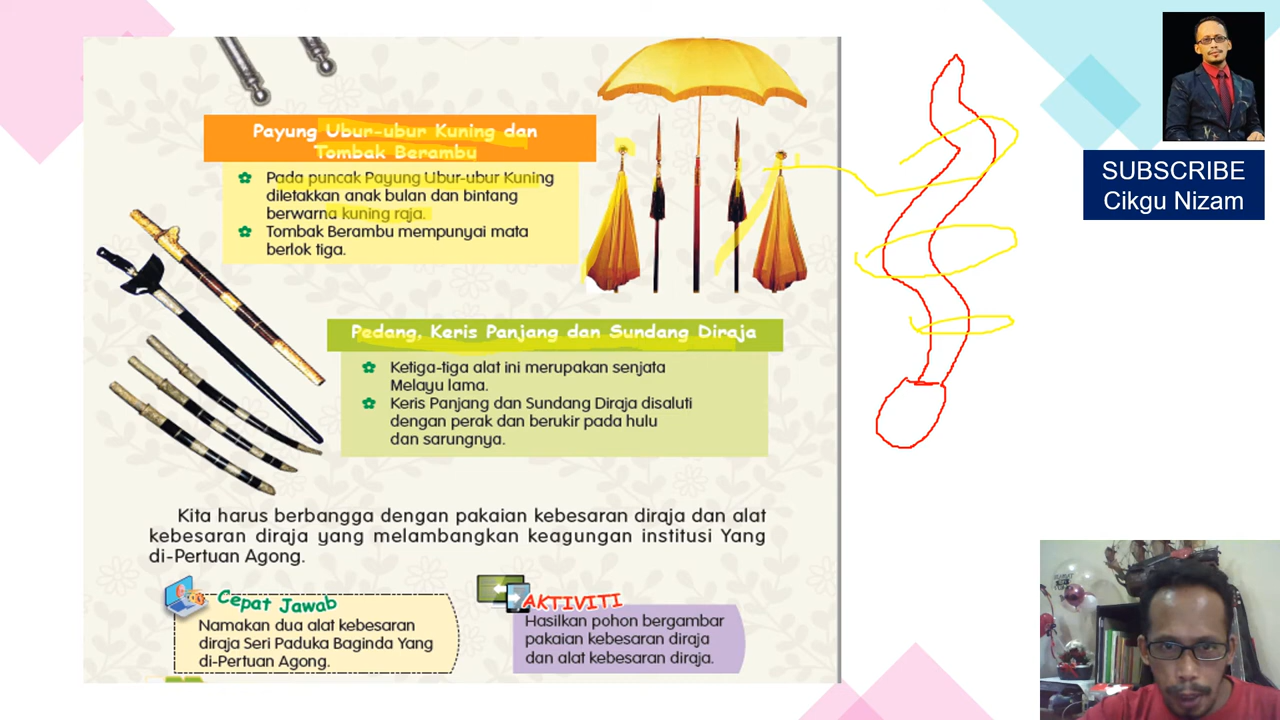 SUBSCRIBE
Cikgu Nizam
Payung Ubur-ubur Kuning dan
Tombak Berambu
Pada puncak Payung Ubur-ubur Kuning
diletakkan anak bulan dan bintang
berwarna kuning raja.
Tombak Berambu mempunyai mata
berlok tiga.
Pedang, Keris Panjang dan Sundang Diraja
Ketiga-tiga alat ini merupakan senjata
Melayu lama.
Keris Panjang dan Sundang Diraja disaluti
dengan perak dan berukir pada hulu
dan sarungnya.
Kita harus berbangga dengan pakaian kebesaran diraja dan alat
kebesaran diraja yang melambangkan keagungan institusi Yang
di-Pertuan Agong.
Cepat Jawab
Namakan dua alat kebesaran
diraja Seri Paduka Baginda Yang
di-Pertuan Agong.
AKTIVITI
Hasilkan pohon bergambar
pakaian kebesaran diraja
dan alat kebesaran diraja.